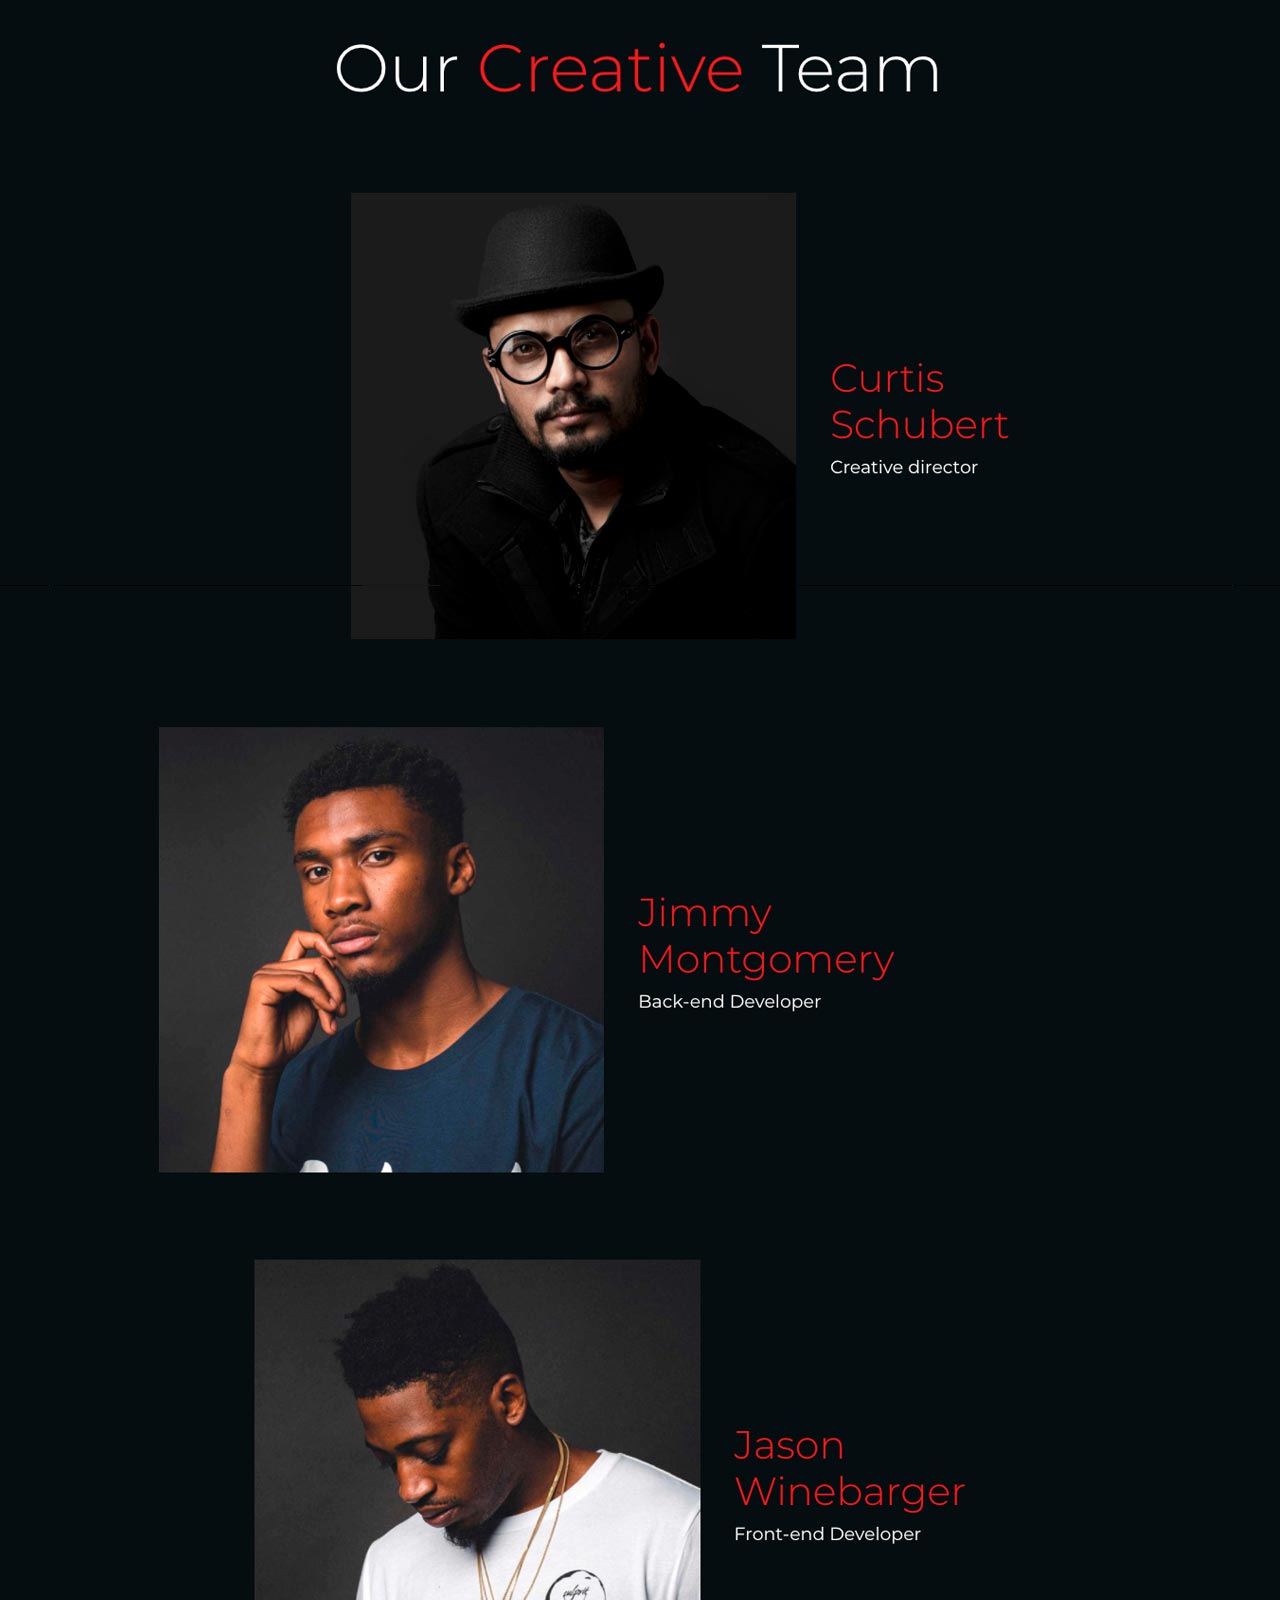 Our Creative Team
Curtis
Schubert
Creative director
Jimmy
Montgomery
Back-end Developer
Jason
Winebarger
Front-end Developer